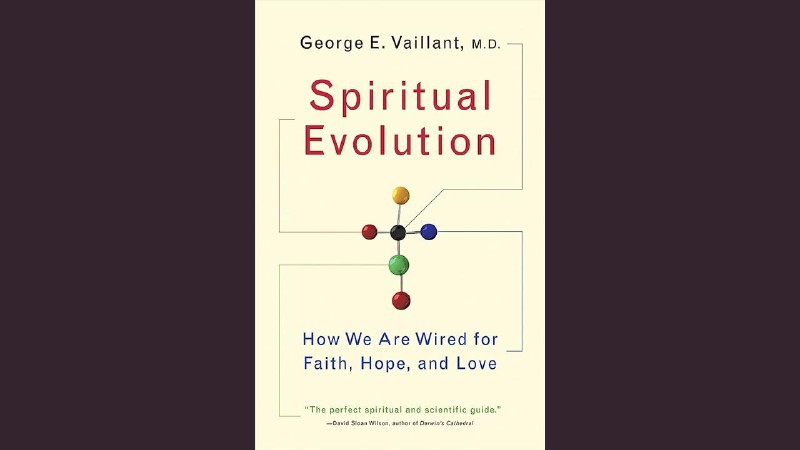 George E. Vaillant, M.D.
Spiritual
Evolution
How We Are Wired for
Faith, Hope, and Love
“The perfect spiritual and scientific guide.”
—David Sloan Wilson, author of Darwin's Cathedral